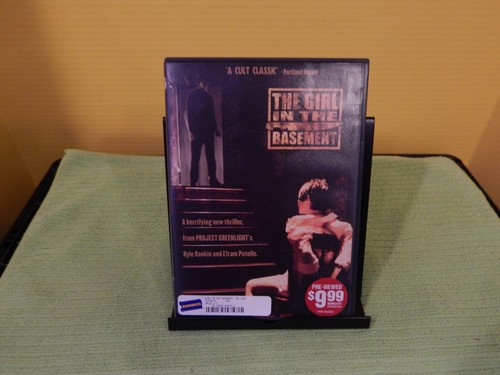 "A CULT CLASSIC" -Portland Herald
THE GIRL
IN THE
BASEMENT
A horrifying new thriller,
from PROJECT GREENLIGHT's
Kyle Rankin and Efram Potelle.
PRE-VIEWED
$9.99